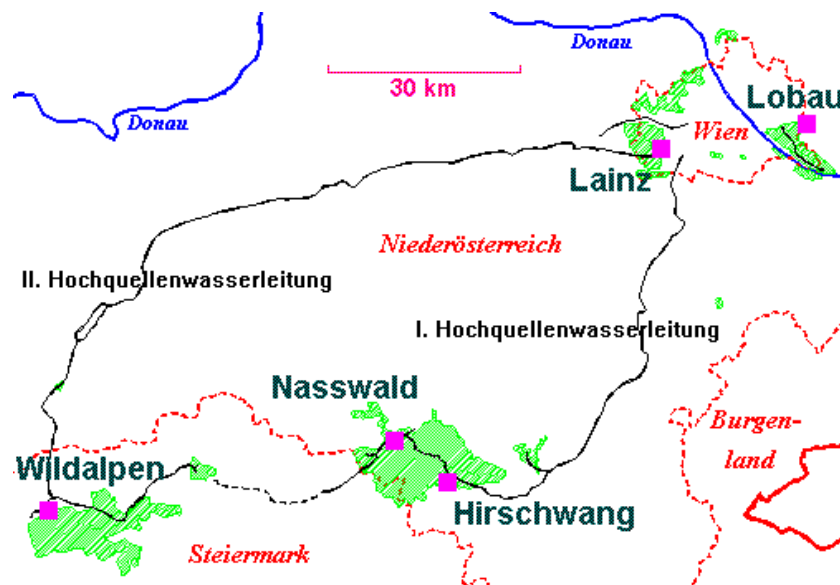 Donau
30 km
Lobau
Donau
Wien
Lainz
Niederösterreich
II. Hochquellenwasserleitung
I. Hochquellenwasserleitung
Nasswald
Burgen-
land
Wildalpen
Hirschwang
Steiermark